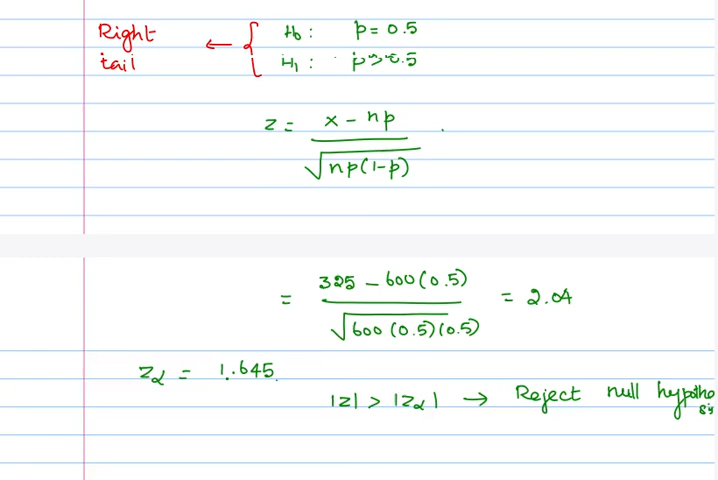 Right ← { H₀ : p = 0.5
tail H₁ : p > 0.5
z = x - np / √np(1-p)
= 325 - 600(0.5) / √600(0.5)(0.5) = 2.04
zα = 1.645
|z| > |zα| → Reject null hypothesis